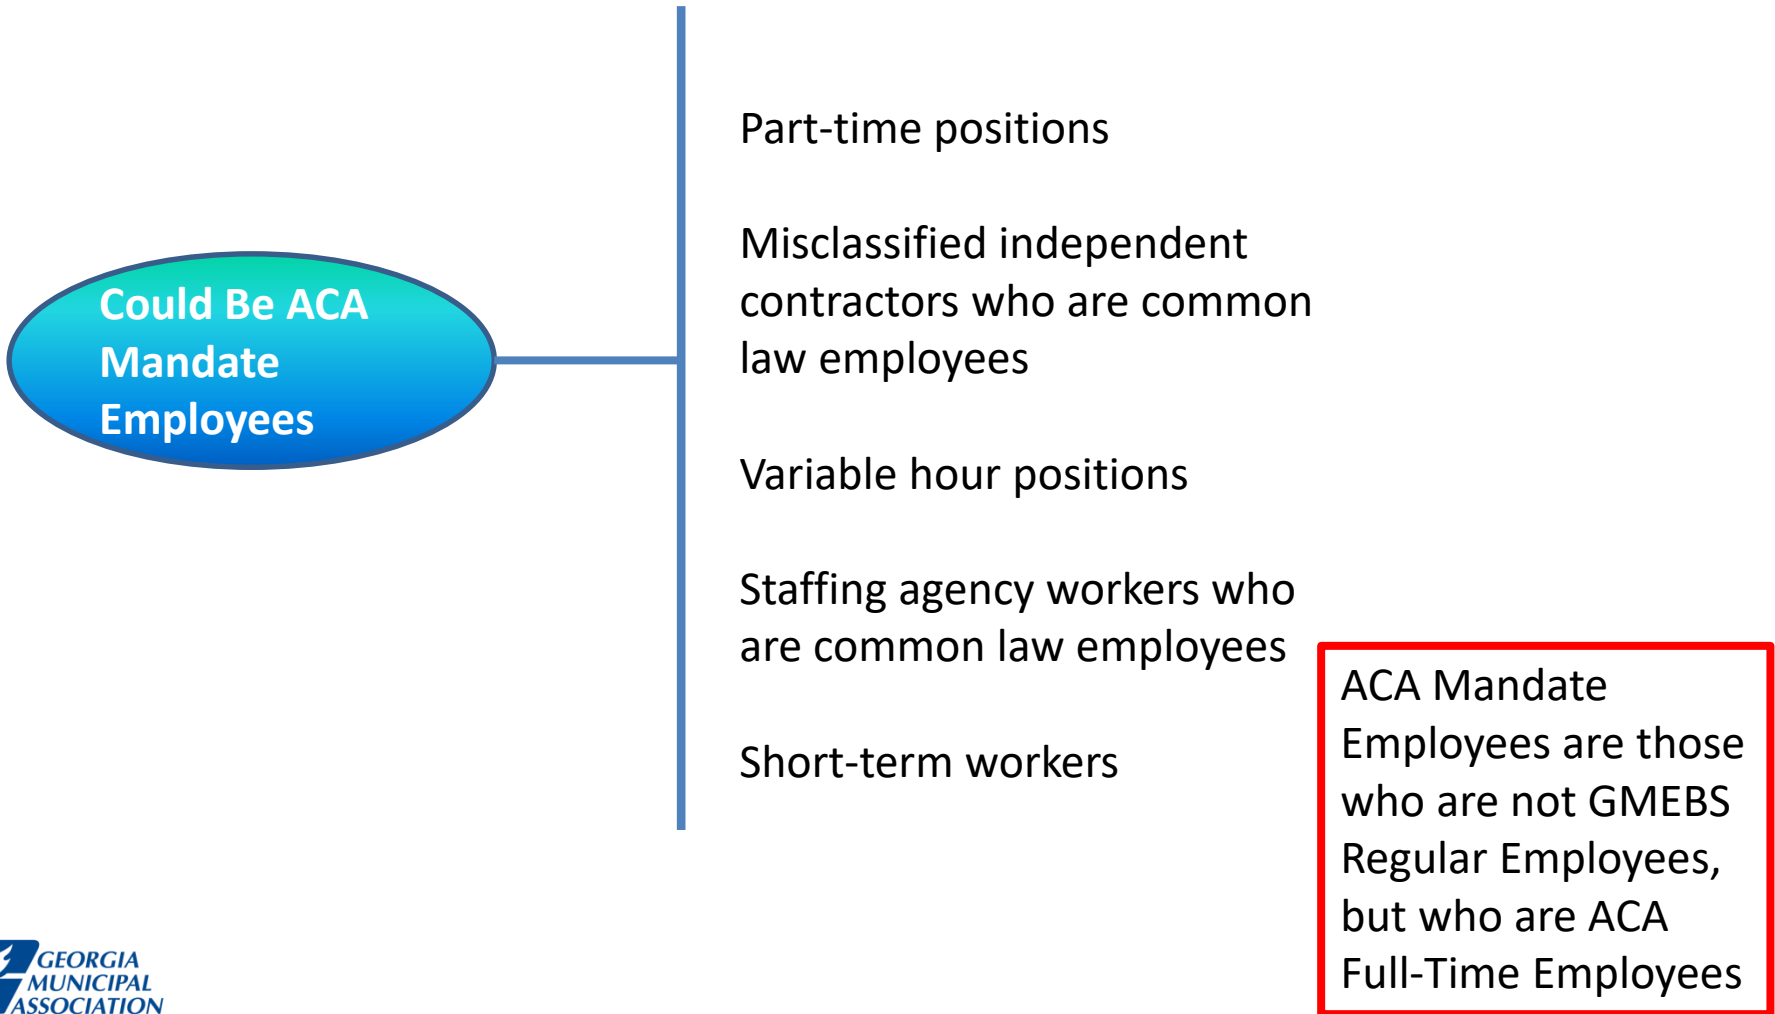 Could Be ACA
Mandate
Employees
Part-time positions
Misclassified independent
contractors who are common
law employees
Variable hour positions
Staffing agency workers who
are common law employees
Short-term workers
ACA Mandate
Employees are those
who are not GMEBS
Regular Employees,
but who are ACA
Full-Time Employees
GEORGIA
MUNICIPAL
ASSOCIATION